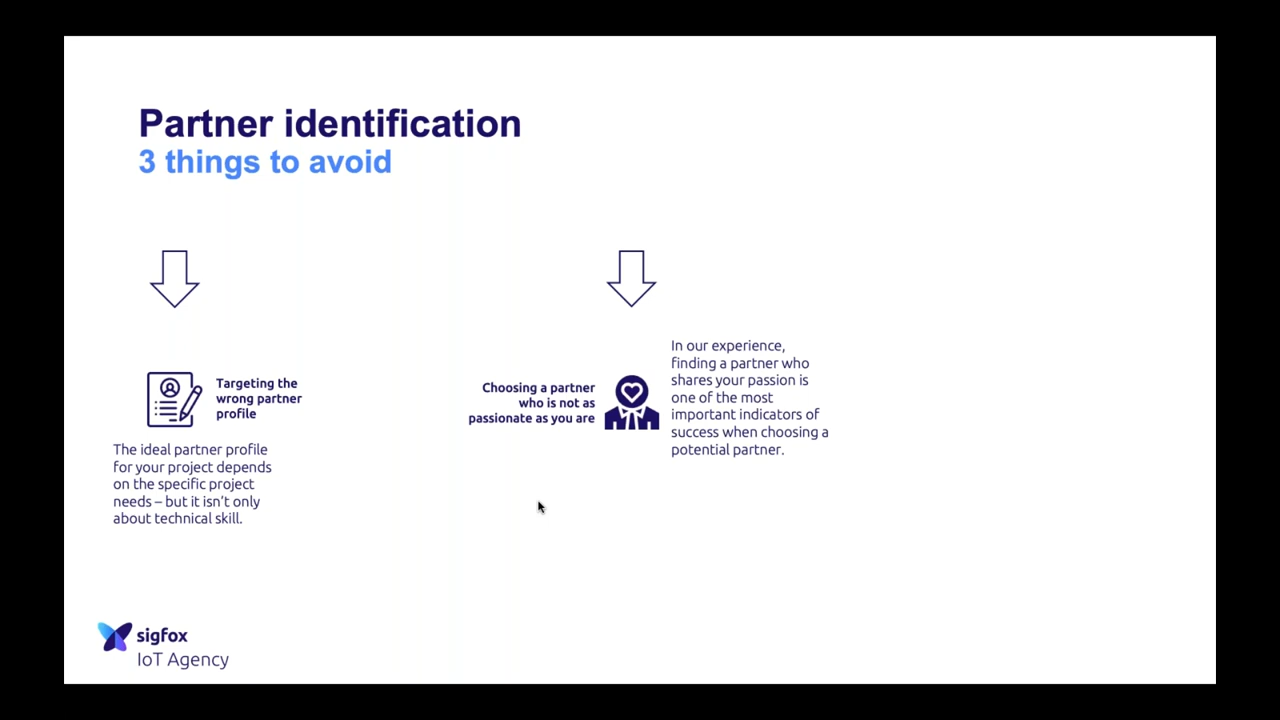 Partner identification
3 things to avoid
Targeting the
wrong partner
profile
The ideal partner profile
for your project depends
on the specific project
needs – but it isn't only
about technical skill.
Choosing a partner
who is not as
passionate as you are
In our experience,
finding a partner who
shares your passion is
one of the most
important indicators of
success when choosing a
potential partner.
sigfox
IoT Agency